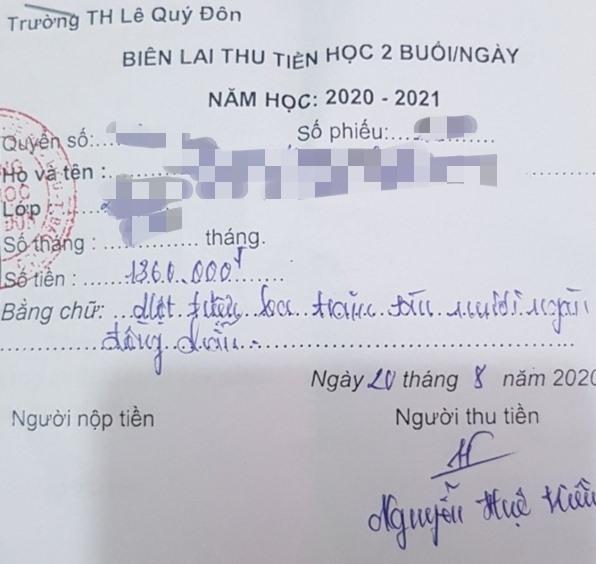 Trường TH Lê Quý Đôn
BIÊN LAI THU TIỀN HỌC 2 BUỔI/NGÀY
NĂM HỌC: 2020 - 2021
Quyển số:... Số phiếu:...
Họ và tên :...
Lớp :...
Số tháng :............... tháng.
Số tiền :......1360.000đ
Bằng chữ: ...Một triệu ba trăm sáu mươi ngàn
đồng chẵn.
Ngày 20 tháng 8 năm 2020
Người nộp tiền Người thu tiền
Nguyễn Huệ